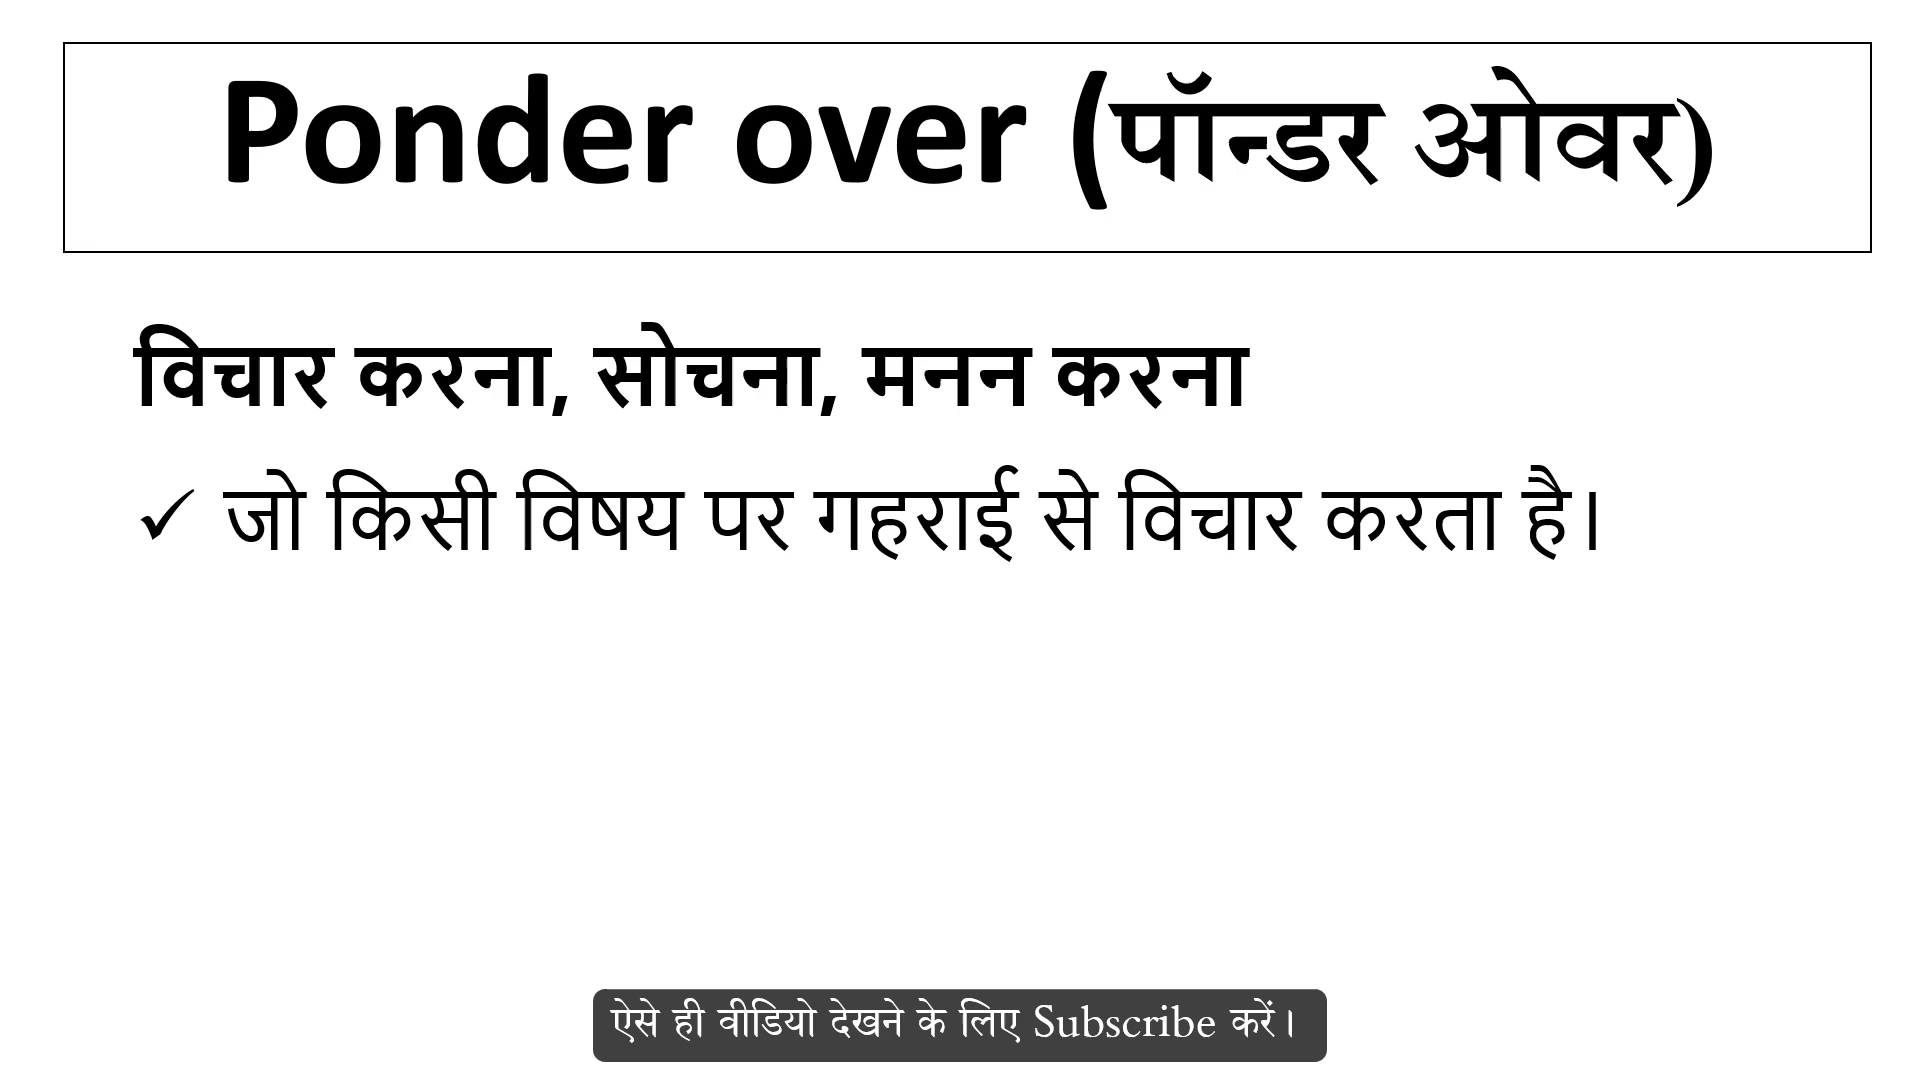 Ponder over (पॉन्डर ओवर)
विचार करना, सोचना, मनन करना
✓ जो किसी विषय पर गहराई से विचार करता है।
ऐसे ही वीडियो देखने के लिए Subscribe करें।